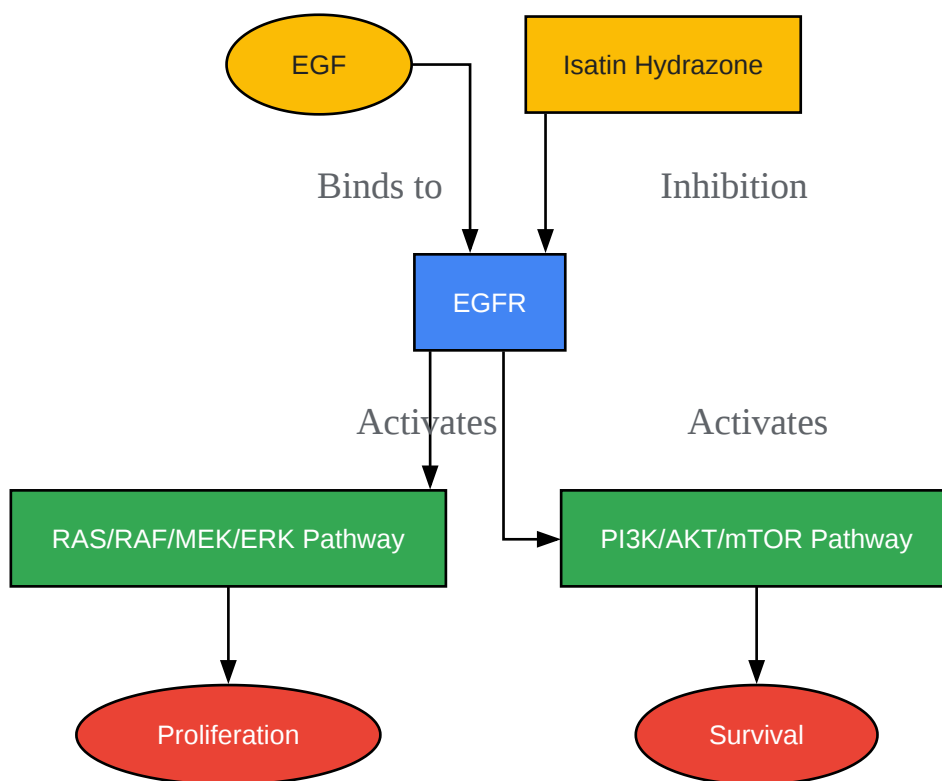 EGF
Isatin Hydrazone
Binds to
Inhibition
EGFR
Activates
Activates
RAS/RAF/MEK/ERK Pathway
PI3K/AKT/mTOR Pathway
Proliferation
Survival